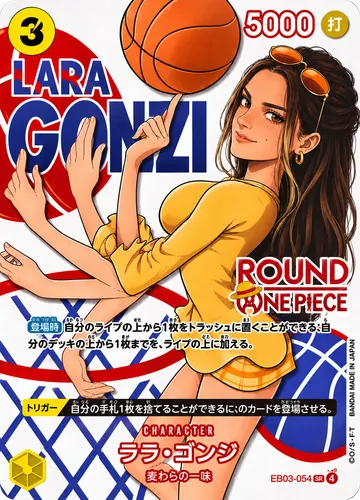 3
5000
打
LARA
GONZI
ROUND
ONE PIECE
登場時 自分のライブの上から1枚をトラッシュに置くことができる:自
分のデッキの上から1枚までを、ライブの上に加える。
トリガー 自分の手札1枚を捨てることができるに:のカードを登場させる。
CHARACTER
ララ・ゴンジ
麦わらの一味
EB03-054 SR 4
©O/S・F・T BANDAI MADE IN JAPAN